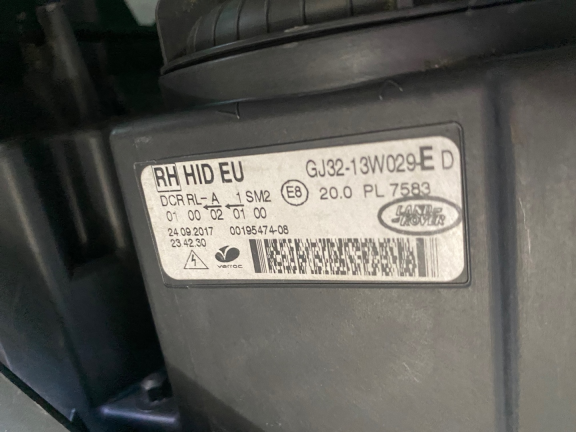 RH HID EU
GJ32-13W029-E D
DCR RL-A 1 SM2
E8
20.0 PL 7583
01 00 02 01 00
LAND ROVER
24.09.2017 00195474-08
23:42.30
varroc